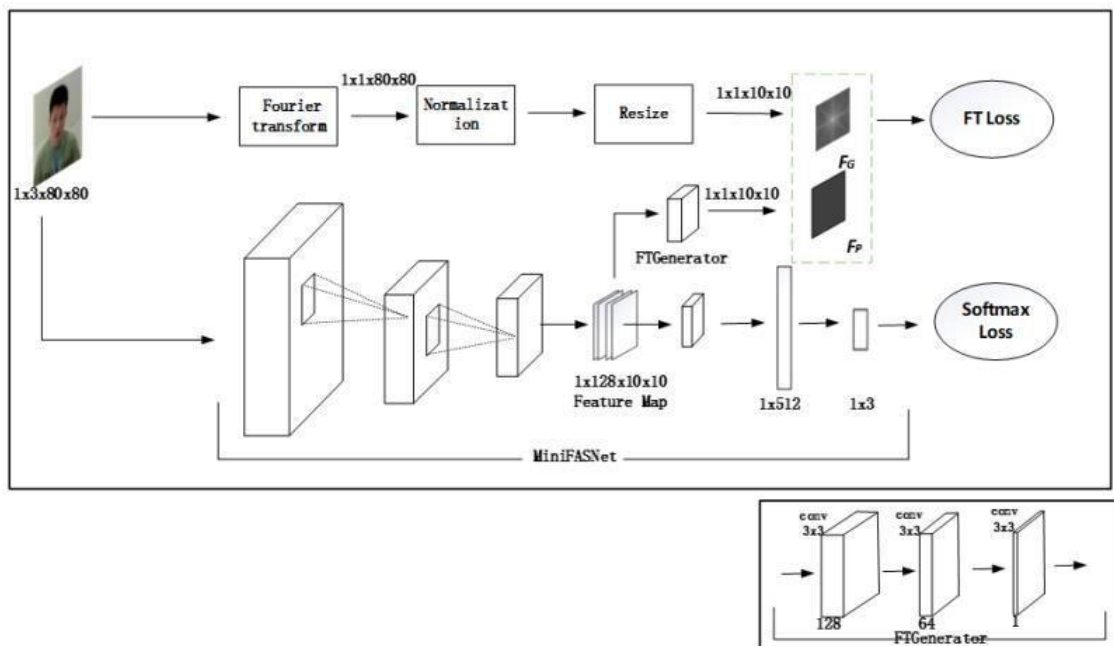 1x3x80x80
Fourier
transform
1x1x80x80
Normalizat
ion
Resize
1x1x10x10
FG
FT Loss
FTGenerator
1x1x10x10
FP
1x128x10x10
Feature Map
1x512
1x3
Softmax
Loss
MiniFASNet
conv
3x3
128
conv
3x3
64
conv
3x3
1
FTGenerator